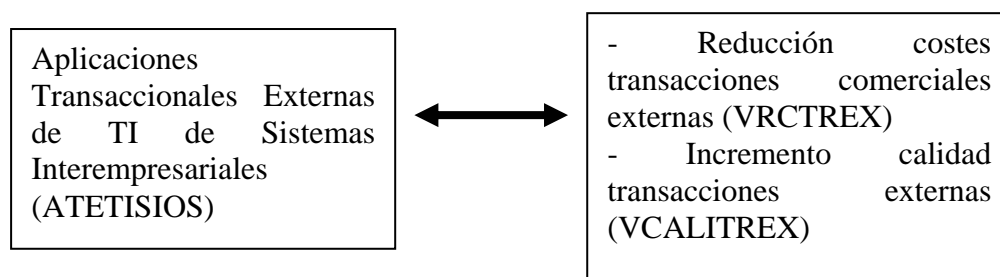 Aplicaciones
Transaccionales Externas
de TI de Sistemas
Interempresariales
(ATETISIOS)
- Reducción costes
transacciones comerciales
externas (VRCTREX)
- Incremento calidad
transacciones externas
(VCALITREX)